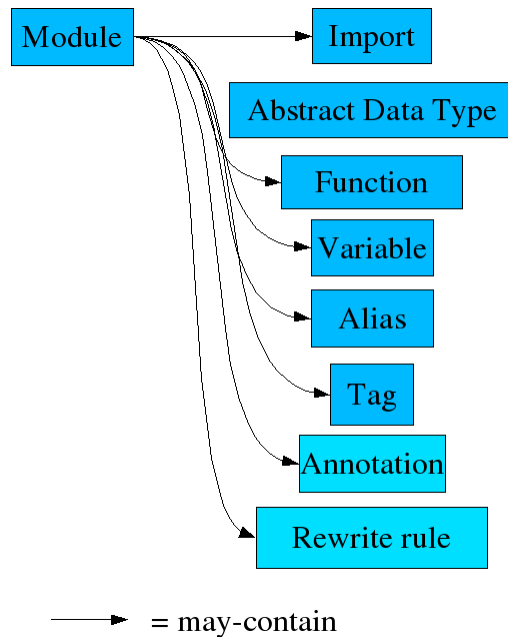 Module
Import
Abstract Data Type
Function
Variable
Alias
Tag
Annotation
Rewrite rule
= may-contain